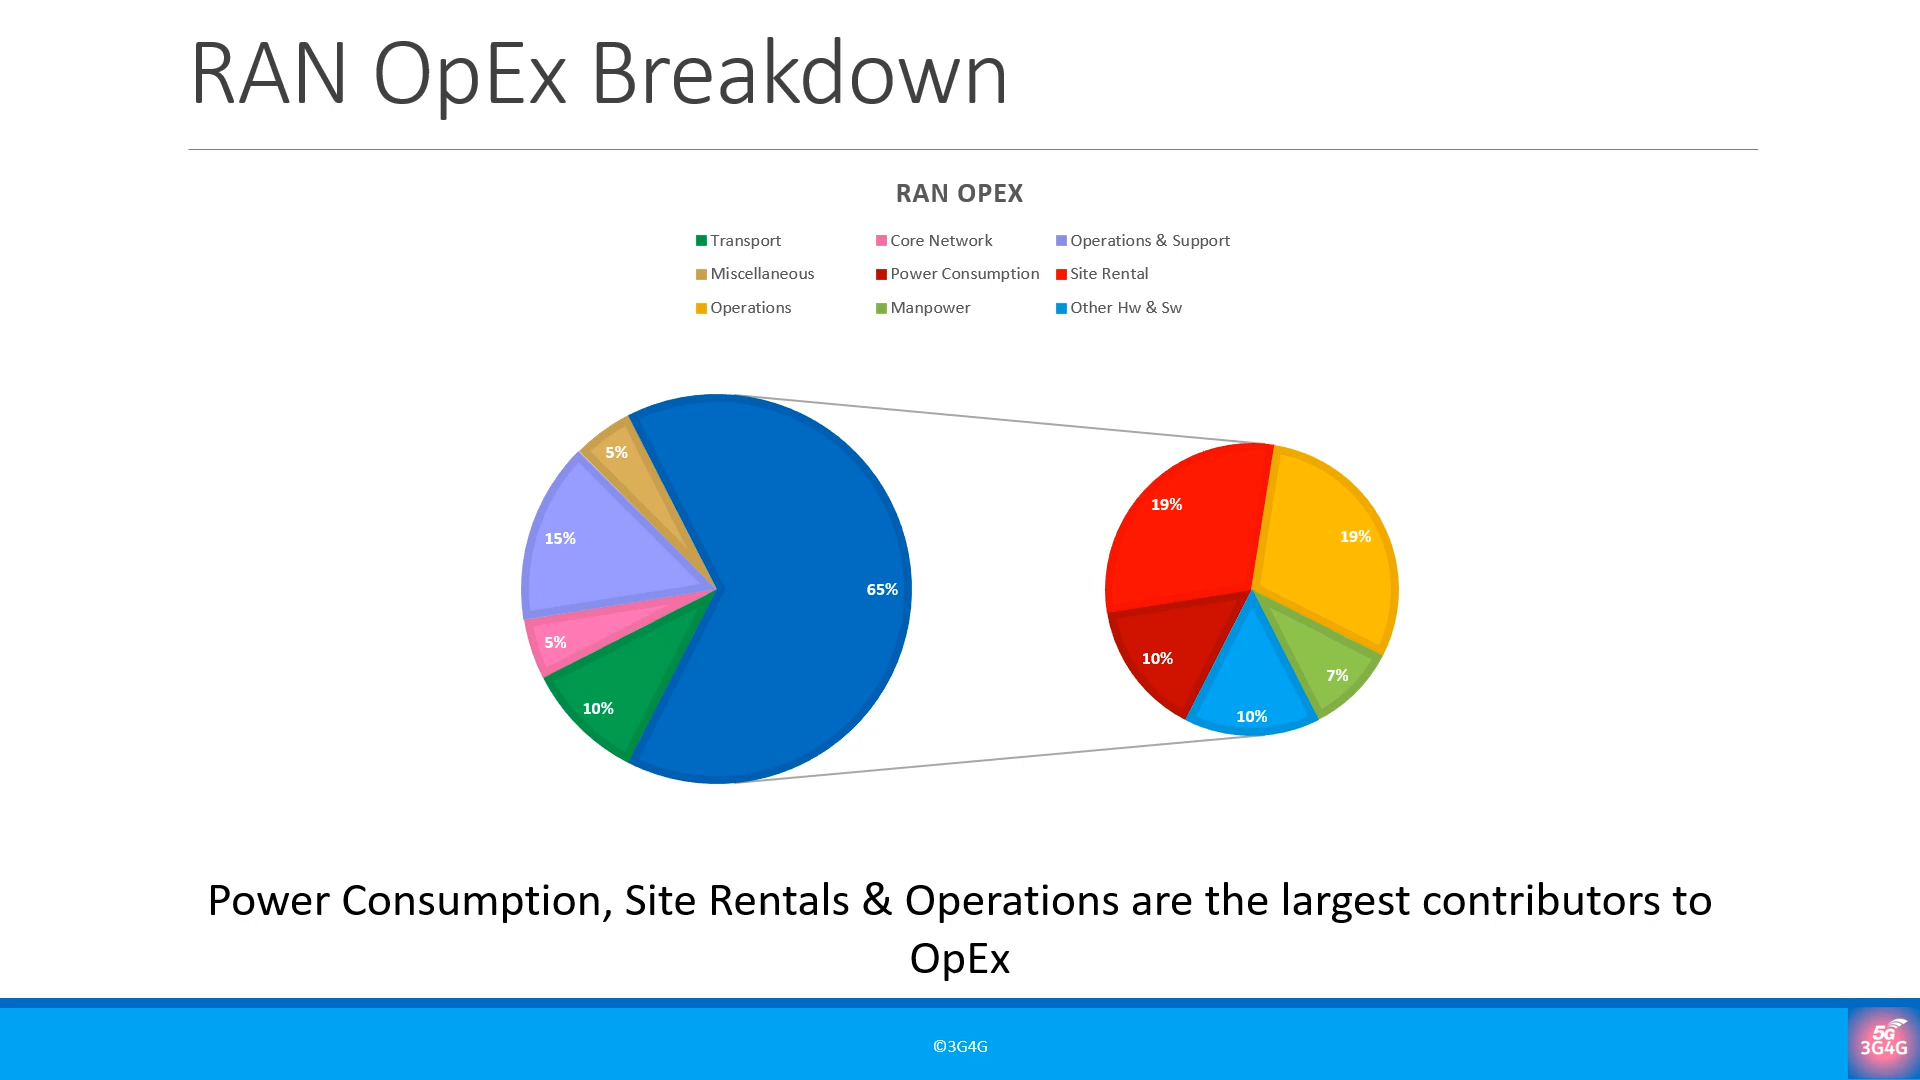 RAN OpEx Breakdown
RAN OPEX
Transport
Core Network
Operations & Support
Miscellaneous
Power Consumption
Site Rental
Operations
Manpower
Other Hw & Sw
5%
15%
5%
10%
65%
19%
19%
10%
7%
10%
Power Consumption, Site Rentals & Operations are the largest contributors to
OpEx
©3G4G
5G
3G4G